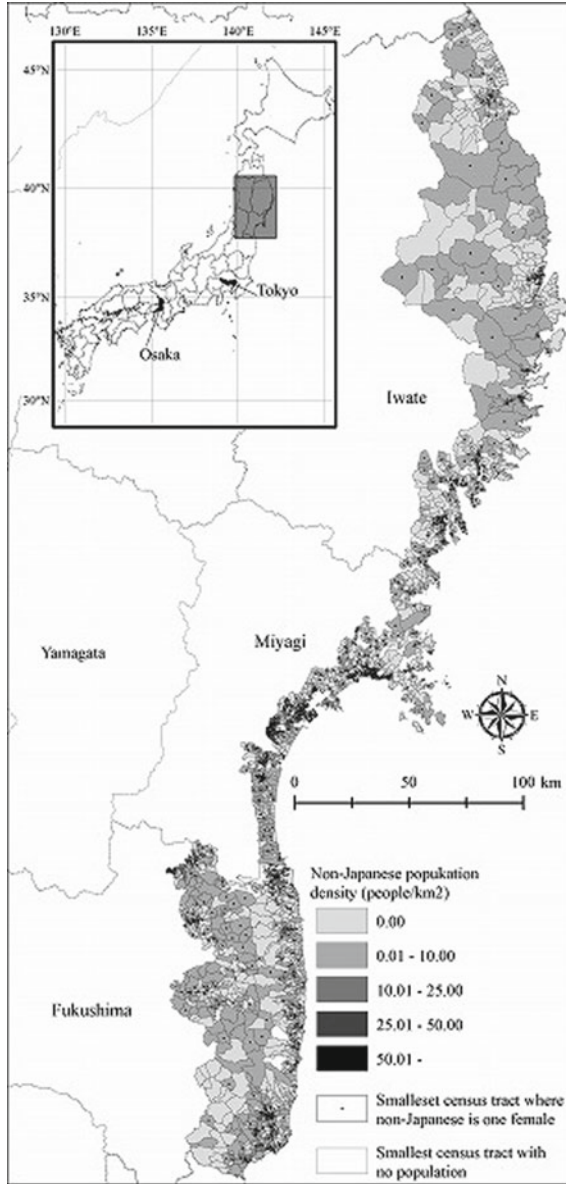 130°E 135°E 140°E 145°E
45°N
40°N
35°N
30°N
Tokyo
Osaka
Iwate
Miyagi
Yamagata
N
W E
S
0 50 100 km
Non-Japanese popukation
density (people/km2)
0.00
0.01 - 10.00
10.01 - 25.00
25.01 - 50.00
50.01 -
Fukushima
Smalleset census tract where
non-Japanese is one female
Smallest census tract with
no population